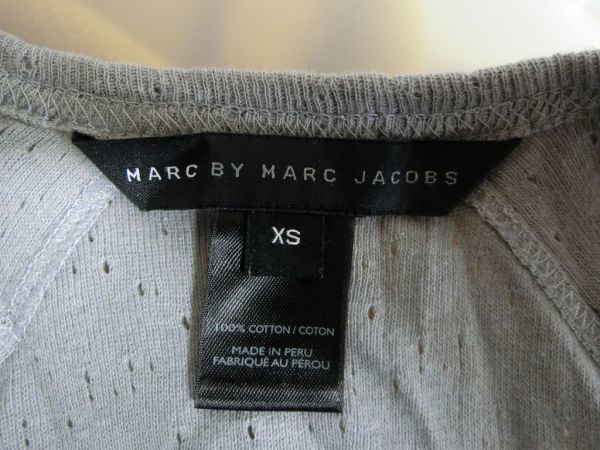 MARC BY MARC JACOBS
XS
100% COTTON / COTON
MADE IN PERU
FABRIQUÉ AU PÉROU